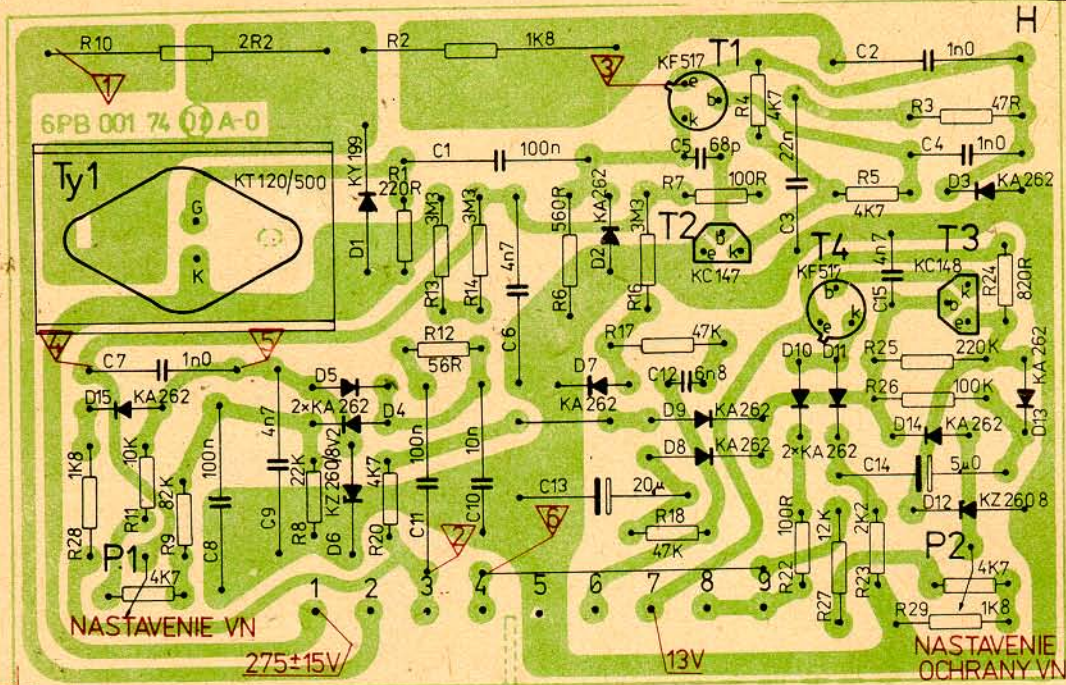 R10 2R2
R2 1K8
H
1
3
KF517
T1
e
b
k
R4
4K7
C2 1n0
R3 47R
C4 1n0
6PB 001 74 01 A-0
Ty1
KT120/500
G
K
KY199
D1
C1 100n
R1
220R
R13
3M3
R14
3M3
4n7
C6
560R
R6
KA262
D2
3M3
R16
C5 68p
R7 100R
T2
b
e k
KC147
22n
C3
R5
4K7
D3 KA262
T4
KF517
b
e k
4n7
C15
T3
KC148
k
b
e
R24
820R
4
5
C7 1n0
R12
56R
R17 47K
D7
KA262
C12 6n8
D10
D11
R25 220K
KA262
D13
D15 KA262
D5
2×KA262 D4
D9 KA262
D8 KA262
2×KA262
R26 100K
D14 KA262
C14 5µ0
1K8
R28
10K
R11
82K
R9
100n
C8
4n7
C9
22K
R8
KZ260/8V2
D6
4K7
R20
100n
C11
10n
C10
C13 20µ
R18
47K
100R
R22
12K
R27
2K2
R23
D12 KZ260 8
2
6
P1
4K7
P2
4K7
R29 1K8
1 2 3 4 5 6 7 8 9
NASTAVENIE VN
275±15V
13V
NASTAVENIE
OCHRANY VN